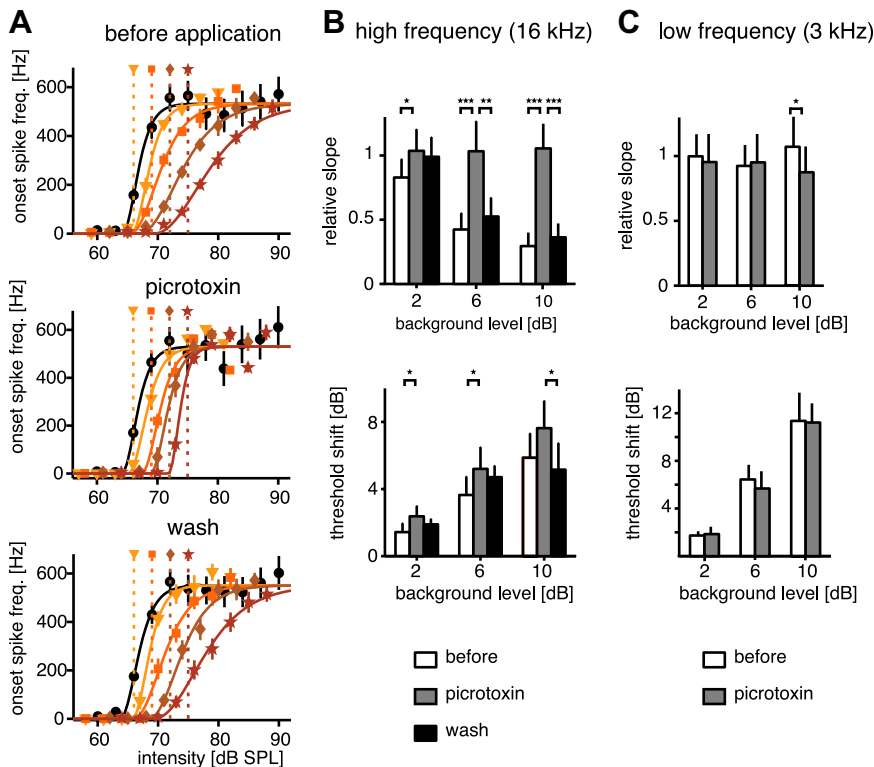 A
before application
onset spike freq. [Hz]
600
400
200
0
60 70 80 90
picrotoxin
onset spike freq. [Hz]
600
400
200
0
60 70 80 90
wash
onset spike freq. [Hz]
600
400
200
0
60 70 80 90
intensity [dB SPL]
B
high frequency (16 kHz)
* *** ** *** ***
relative slope
1
0.5
0
2 6 10
background level [dB]
* * *
threshold shift [dB]
8
4
0
2 6 10
background level [dB]
before
picrotoxin
wash
C
low frequency (3 kHz)
*
relative slope
1
0.5
0
2 6 10
background level [dB]
threshold shift [dB]
12
8
4
2
2 6 10
background level [dB]
before
picrotoxin